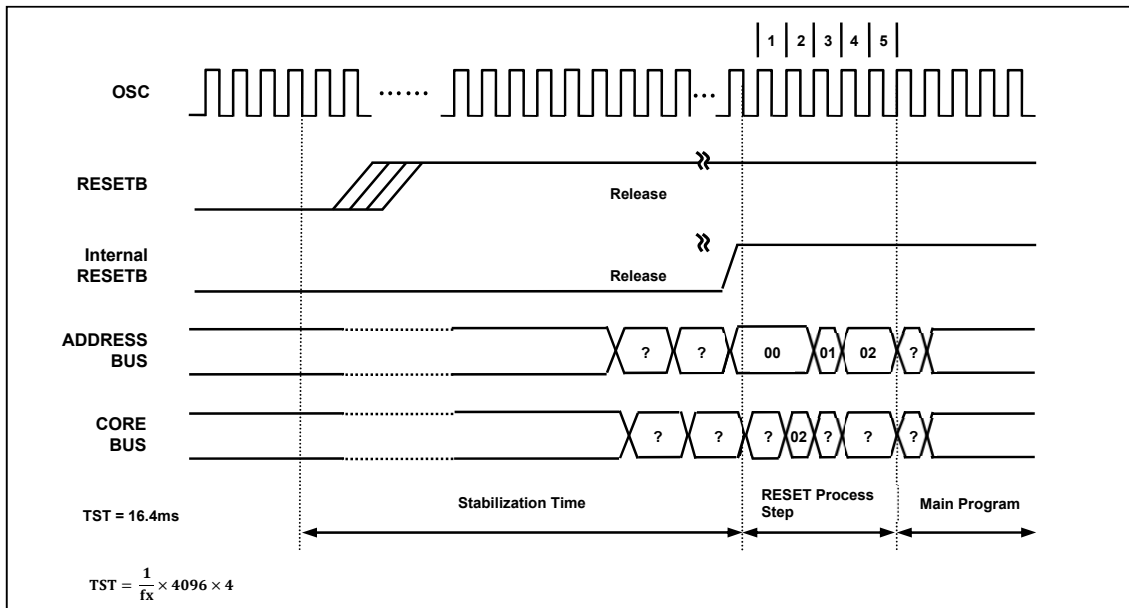 1 2 3 4 5
OSC
...... ...
RESETB
Release
Internal
RESETB
Release
ADDRESS
BUS
? ? 00 01 02 ?
CORE
BUS
? ? ? 02 ? ? ?
TST = 16.4ms
Stabilization Time
RESET Process
Step
Main Program
TST = 1/fx × 4096 × 4